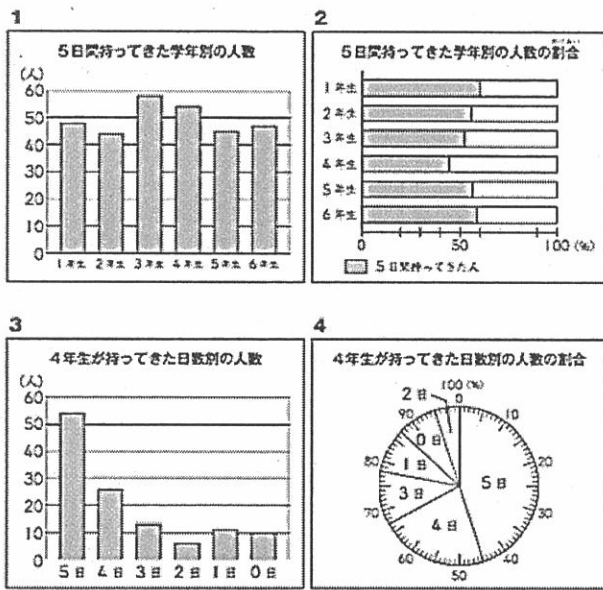 1
5日間持ってきた学年別の人数
(人)
60
50
40
30
20
10
0
1年生 2年生 3年生 4年生 5年生 6年生
2
5日間持ってきた学年別の人数の割合
1年生
2年生
3年生
4年生
5年生
6年生
0 50 100 (%)
5日間持ってきた人
3
4年生が持ってきた日数別の人数
(人)
60
50
40
30
20
10
0
5日 4日 3日 2日 1日 0日
4
4年生が持ってきた日数別の人数の割合
100 (%)
0
10
20
30
40
50
60
70
80
90
5日
4日
3日
1日
0日
2日